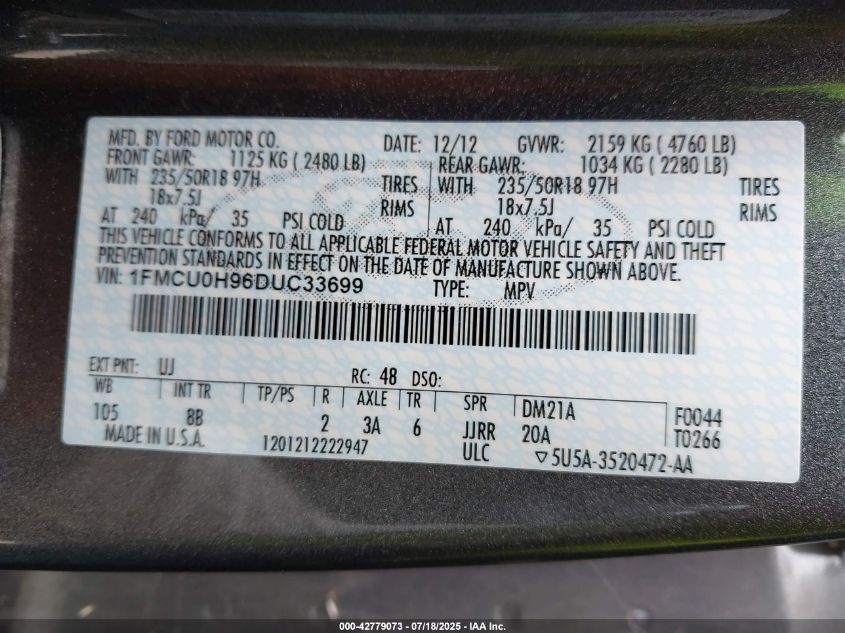 MFD. BY FORD MOTOR CO. DATE: 12/12 GVWR: 2159 KG ( 4760 LB)
FRONT GAWR: 1125 KG ( 2480 LB) REAR GAWR: 1034 KG ( 2280 LB)
WITH 235/50R18 97H TIRES WITH 235/50R18 97H TIRES
18x7.5J RIMS 18x7.5J RIMS
AT 240 kPa/ 35 PSI COLD AT 240 kPa/ 35 PSI COLD
THIS VEHICLE CONFORMS TO ALL APPLICABLE FEDERAL MOTOR VEHICLE SAFETY AND THEFT
PREVENTION STANDARDS IN EFFECT ON THE DATE OF MANUFACTURE SHOWN ABOVE.
VIN: 1FMCU0H96DUC33699 TYPE: MPV
EXT PNT: UJ RC: 48 DSO:
WB INT TR TP/PS R AXLE TR SPR DM21A F0044
105 8B 2 3A 6 JJRR 20A T0266
MADE IN U.S.A. 1201212222947 ULC ▽5U5A-3520472-AA
000-42779073 - 07/18/2025 - IAA Inc.